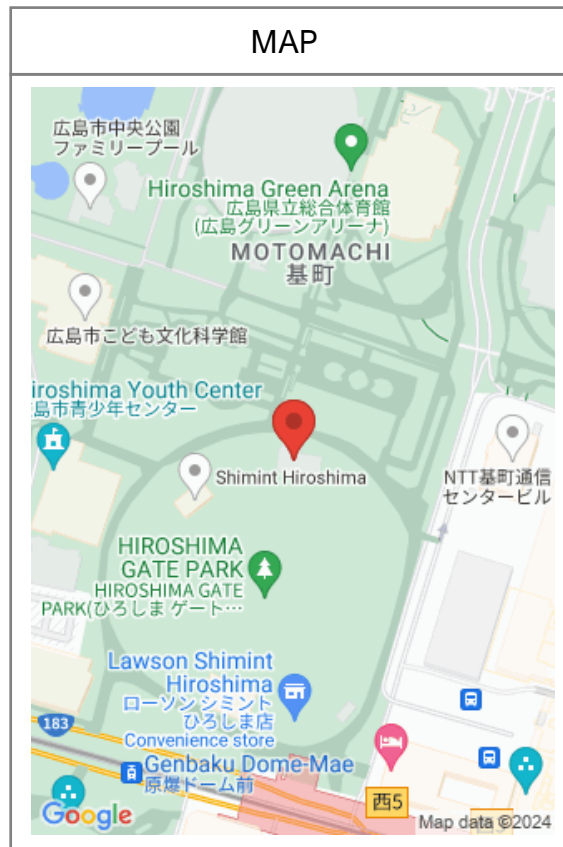 MAP
広島市中央公園
ファミリープール
Hiroshima Green Arena
広島県立総合体育館
(広島グリーンアリーナ)
MOTOMACHI
基町
広島市こども文化科学館
iroshima Youth Center
島市青少年センター
Shimint Hiroshima
NTT基町通信
センタービル
HIROSHIMA
GATE PARK
HIROSHIMA GATE
PARK(ひろしま ゲート…
Lawson Shimint
Hiroshima
ローソン シミント
ひろしま店
Convenience store
183
Genbaku Dome-Mae
原爆ドーム前
西5
Google
Map data ©2024